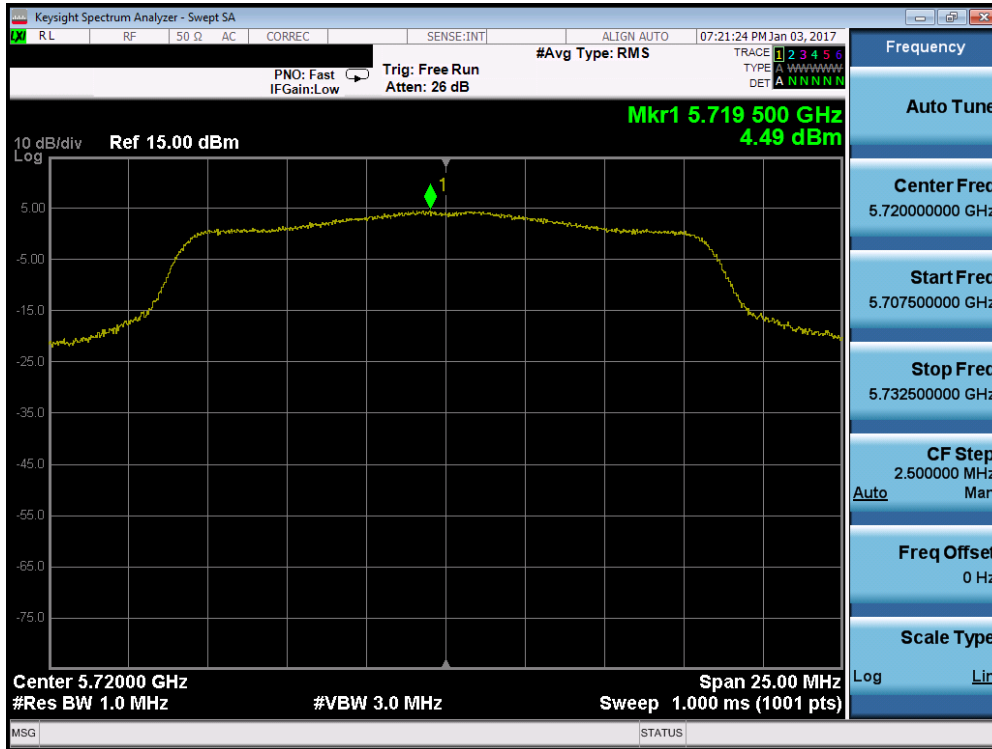 Keysight Spectrum Analyzer - Swept SA
LXI RL RF 50 Ω AC CORREC SENSE:INT ALIGN AUTO 07:21:24 PM Jan 03, 2017
#Avg Type: RMS
TRACE 1 2 3 4 5 6
TYPE A WWWWW
DET A N N N N N
PNO: Fast
IFGain:Low
Trig: Free Run
Atten: 26 dB
Mkr1 5.719 500 GHz
4.49 dBm
10 dB/div
Log
Ref 15.00 dBm
1
5.00
-5.00
-15.0
-25.0
-35.0
-45.0
-55.0
-65.0
-75.0
Center 5.72000 GHz
Span 25.00 MHz
#Res BW 1.0 MHz
#VBW 3.0 MHz
Sweep 1.000 ms (1001 pts)
MSG
STATUS
Frequency
Auto Tune
Center Freq
5.720000000 GHz
Start Freq
5.707500000 GHz
Stop Freq
5.732500000 GHz
CF Step
2.500000 MHz
Auto Man
Freq Offset
0 Hz
Scale Type
Log Lin